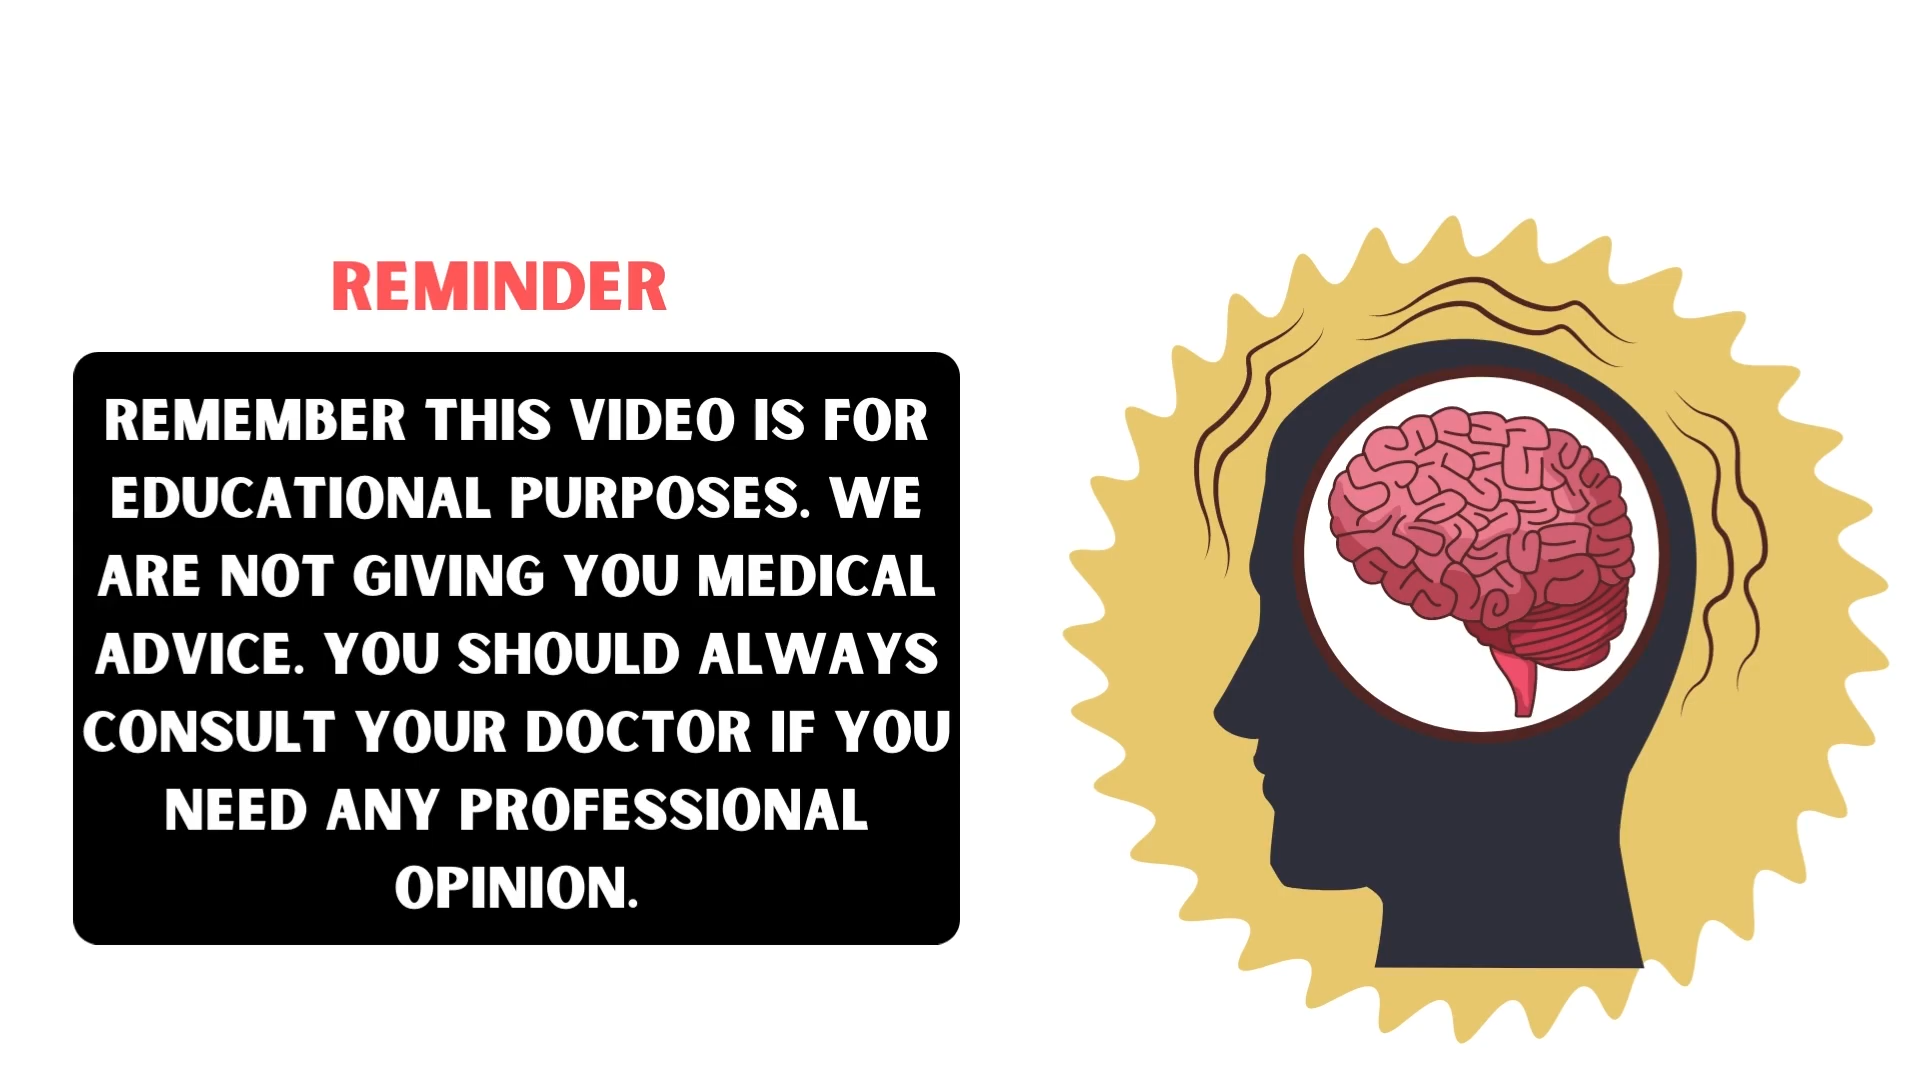 REMINDER
REMEMBER THIS VIDEO IS FOR
EDUCATIONAL PURPOSES. WE
ARE NOT GIVING YOU MEDICAL
ADVICE. YOU SHOULD ALWAYS
CONSULT YOUR DOCTOR IF YOU
NEED ANY PROFESSIONAL
OPINION.